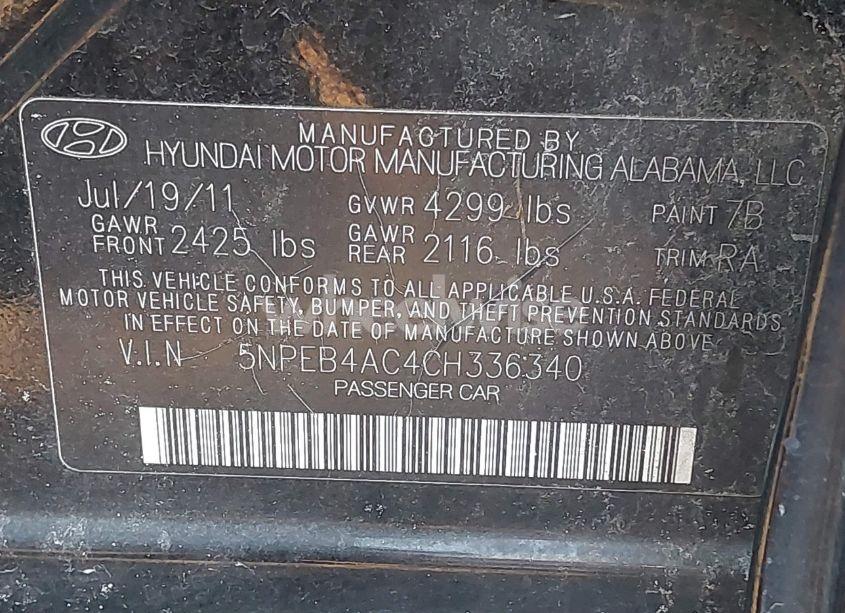 MANUFACTURED BY
HYUNDAI MOTOR MANUFACTURING ALABAMA, LLC
Jul/19/11 GVWR 4299 lbs PAINT 7B
GAWR FRONT 2425 lbs GAWR REAR 2116 lbs TRIM RA
THIS VEHICLE CONFORMS TO ALL APPLICABLE U.S.A. FEDERAL
MOTOR VEHICLE SAFETY, BUMPER, AND THEFT PREVENTION STANDARDS
IN EFFECT ON THE DATE OF MANUFACTURE SHOWN ABOVE
V.I.N 5NPEB4AC4CH336340
PASSENGER CAR